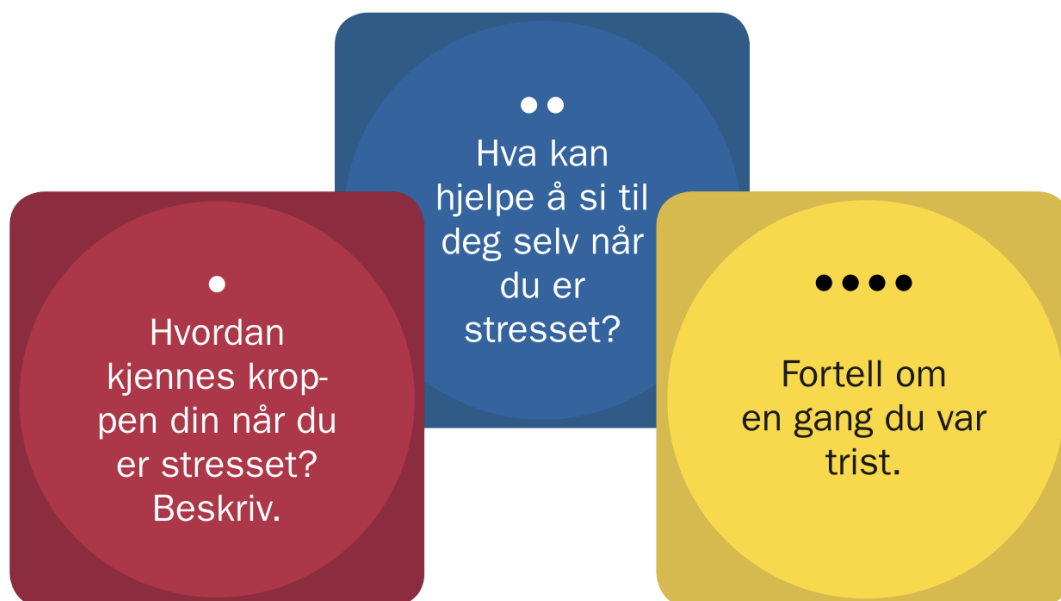 Hvordan
kjennes krop-
pen din når du
er stresset?
Beskriv.
Hva kan
hjelpe å si til
deg selv når
du er
stresset?
Fortell om
en gang du var
trist.